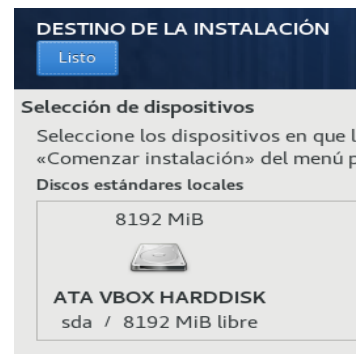 DESTINO DE LA INSTALACIÓN
Listo
Selección de dispositivos
Seleccione los dispositivos en que
«Comenzar instalación» del menú
Discos estándares locales
8192 MiB
ATA VBOX HARDDISK
sda / 8192 MiB libre